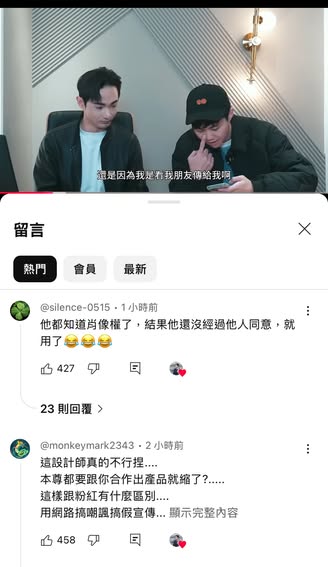 還是因為我是看我朋友傳給我啊
留言
熱門 會員 最新
@silence-0515・1 小時前
他都知道肖像權了，結果他還沒經過他人同意，就
用了😂😂😂
427
23 則回覆
@monkeymark2343・2 小時前
這設計師真的不行捏....
本尊都要跟你合作出產品就縮了?.....
這樣跟粉紅有什麼區別....
用網路搞嘲諷搞假宣傳... 顯示完整內容
458